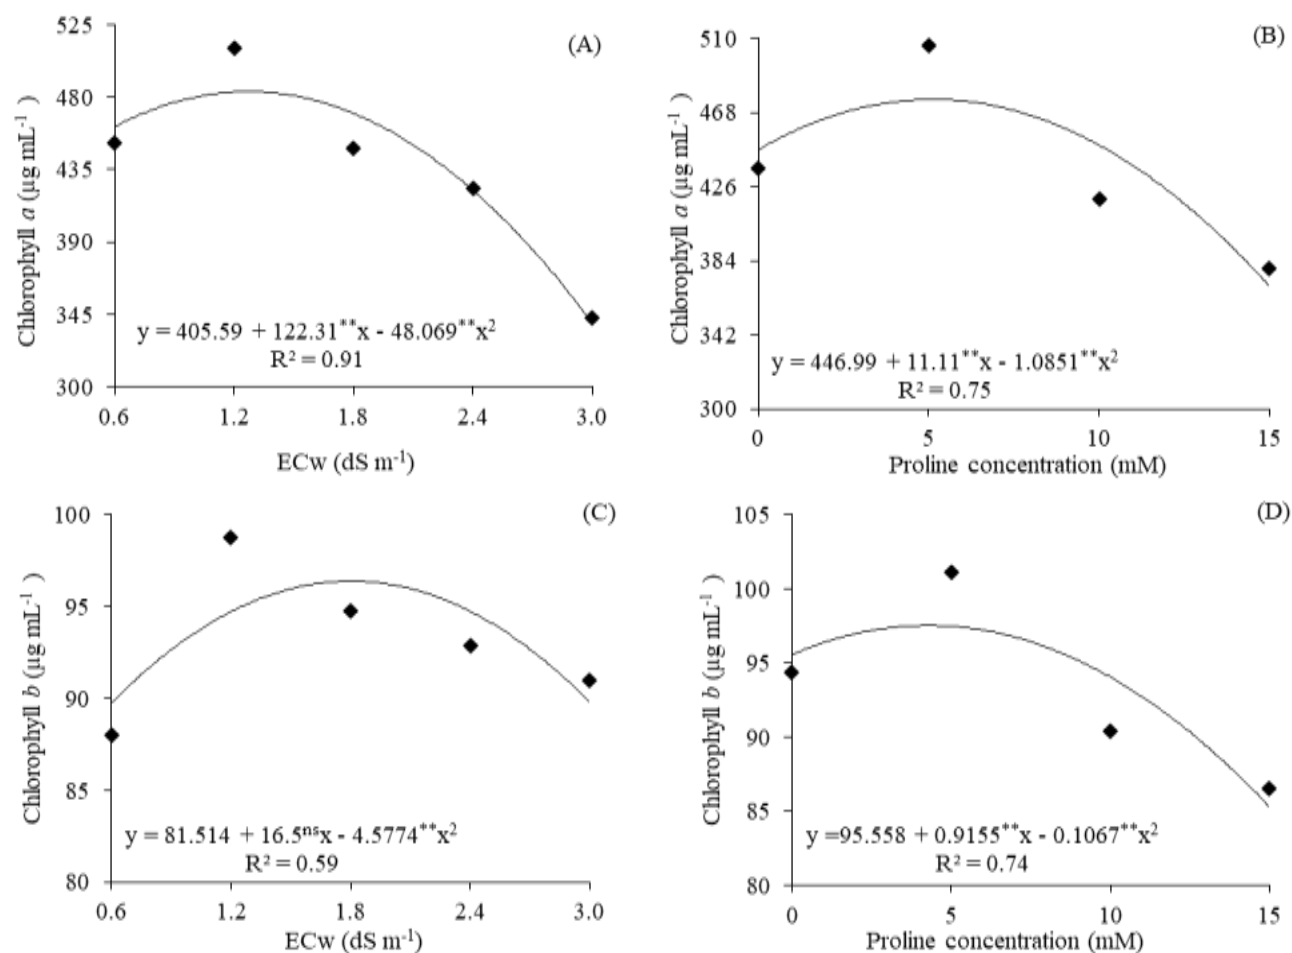 (A)
Chlorophyll a (µg mL⁻¹ )
525
480
435
390
345
300
y = 405.59 + 122.31**x - 48.069**x²
R² = 0.91
0.6 1.2 1.8 2.4 3.0
ECw (dS m⁻¹)
(B)
Chlorophyll a (µg mL⁻¹ )
510
468
426
384
342
300
y = 446.99 + 11.11**x - 1.0851**x²
R² = 0.75
0 5 10 15
Proline concentration (mM)
(C)
Chlorophyll b (µg mL⁻¹ )
100
95
90
85
80
y = 81.514 + 16.5ⁿˢx - 4.5774**x²
R² = 0.59
0.6 1.2 1.8 2.4 3.0
ECw (dS m⁻¹)
(D)
Chlorophyll b (µg mL⁻¹ )
105
100
95
90
85
80
y =95.558 + 0.9155**x - 0.1067**x²
R² = 0.74
0 5 10 15
Proline concentration (mM)